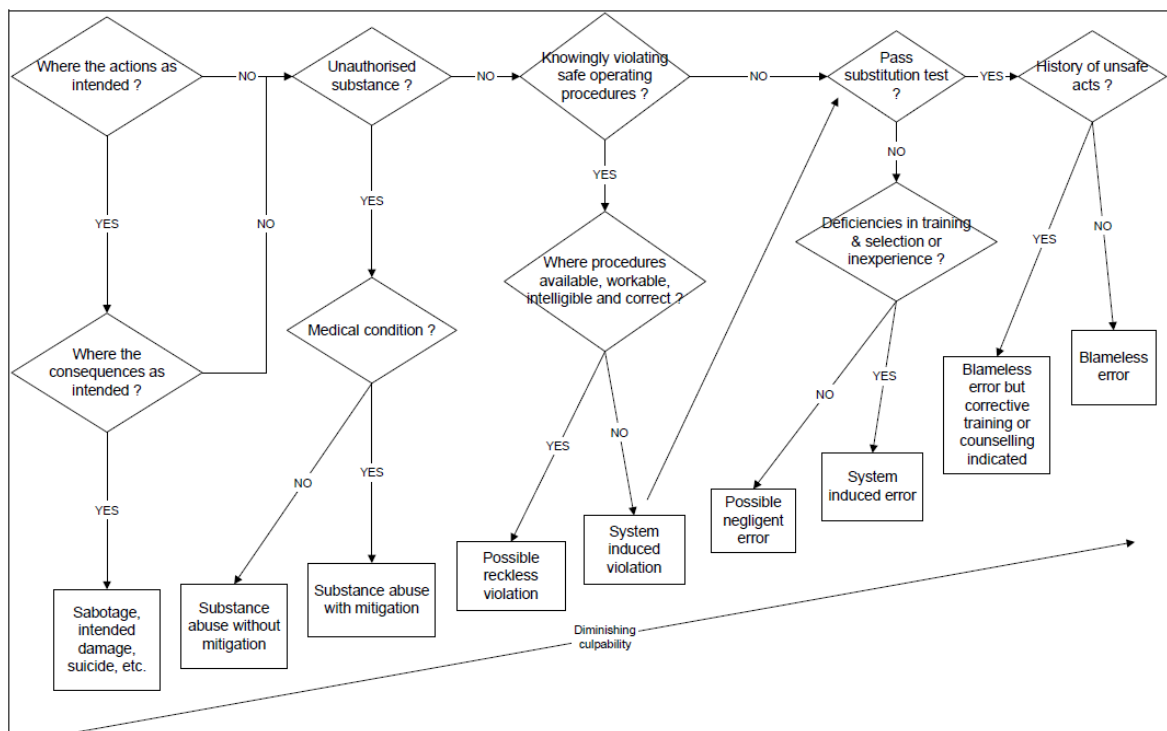 Where the actions as
intended ?
NO
Unauthorised
substance ?
NO
Knowingly violating
safe operating
procedures ?
NO
Pass
substitution test
?
YES
History of unsafe
acts ?
YES
NO
YES
YES
NO
Deficiencies in training
& selection or
inexperience ?
YES
NO
Where procedures
available, workable,
intelligible and correct ?
Medical condition ?
Where the
consequences as
intended ?
NO
YES
Blameless
error but
corrective
training or
counselling
indicated
Blameless
error
YES
NO
YES
NO
YES
NO
Possible
negligent
error
System
induced error
Possible
reckless
violation
System
induced
violation
Substance
abuse without
mitigation
Substance abuse
with mitigation
Sabotage,
intended
damage,
suicide, etc.
Diminishing
culpability